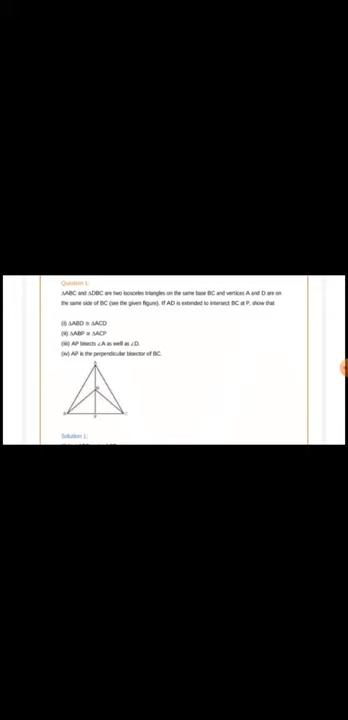 Question 1:
ΔABC and ΔDBC are two isosceles triangles on the same base BC and vertices A and D are on
the same side of BC (see the given figure). If AD is extended to intersect BC at P, show that
(i) ΔABD ≅ ΔACD
(ii) ΔABP ≅ ΔACP
(iii) AP bisects ∠A as well as ∠D.
(iv) AP is the perpendicular bisector of BC.
Solution 1: